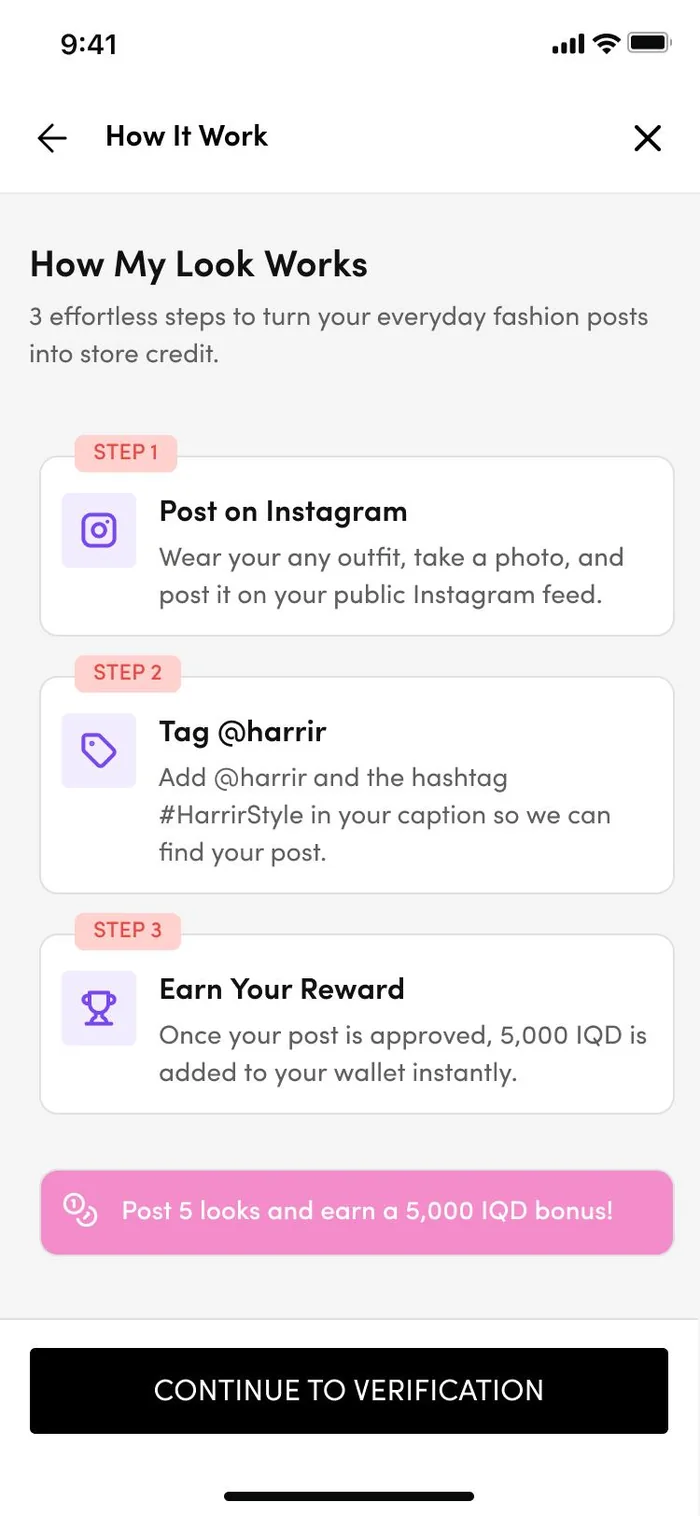 9:41
How It Work
How My Look Works
3 effortless steps to turn your everyday fashion posts
into store credit.
STEP 1
Post on Instagram
Wear your any outfit, take a photo, and
post it on your public Instagram feed.
STEP 2
Tag @harrir
Add @harrir and the hashtag
#HarrirStyle in your caption so we can
find your post.
STEP 3
Earn Your Reward
Once your post is approved, 5,000 IQD is
added to your wallet instantly.
Post 5 looks and earn a 5,000 IQD bonus!
CONTINUE TO VERIFICATION